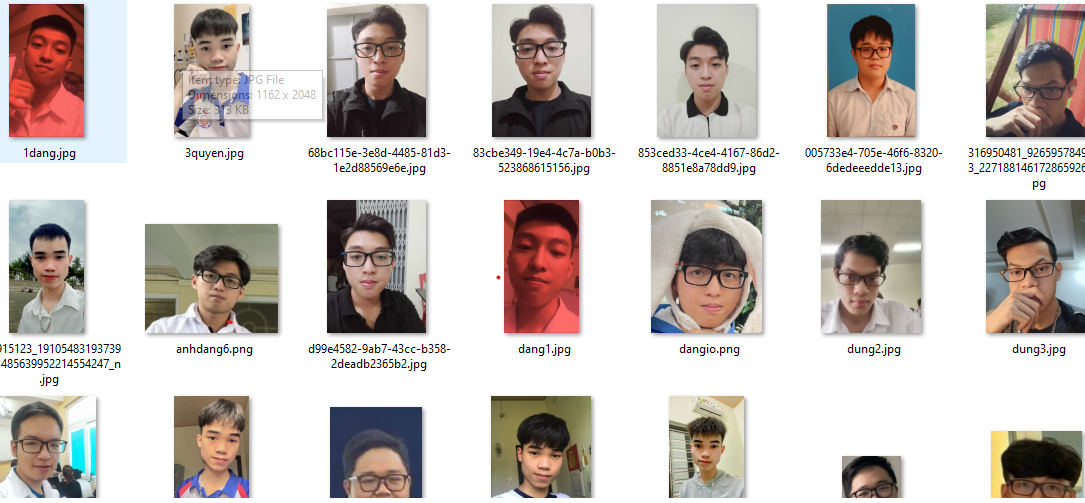 Item type: JPG File
Dimensions: 1162 x 2048
Size: 313 KB
1dang.jpg
3quyen.jpg
68bc115e-3e8d-4485-81d3-
1e2d88569e6e.jpg
83cbe349-19e4-4c7a-b0b3-
523868615156.jpg
853ced33-4ce4-4167-86d2-
8851e8a78dd9.jpg
005733e4-705e-46f6-8320-
6dedeeedde13.jpg
316950481_9265957849
3_227188146172865926
pg
915123_19105483193739
485639952214554247_n
.jpg
anhdang6.png
d99e4582-9ab7-43cc-b358-
2deadb2365b2.jpg
dang1.jpg
dangio.png
dung2.jpg
dung3.jpg